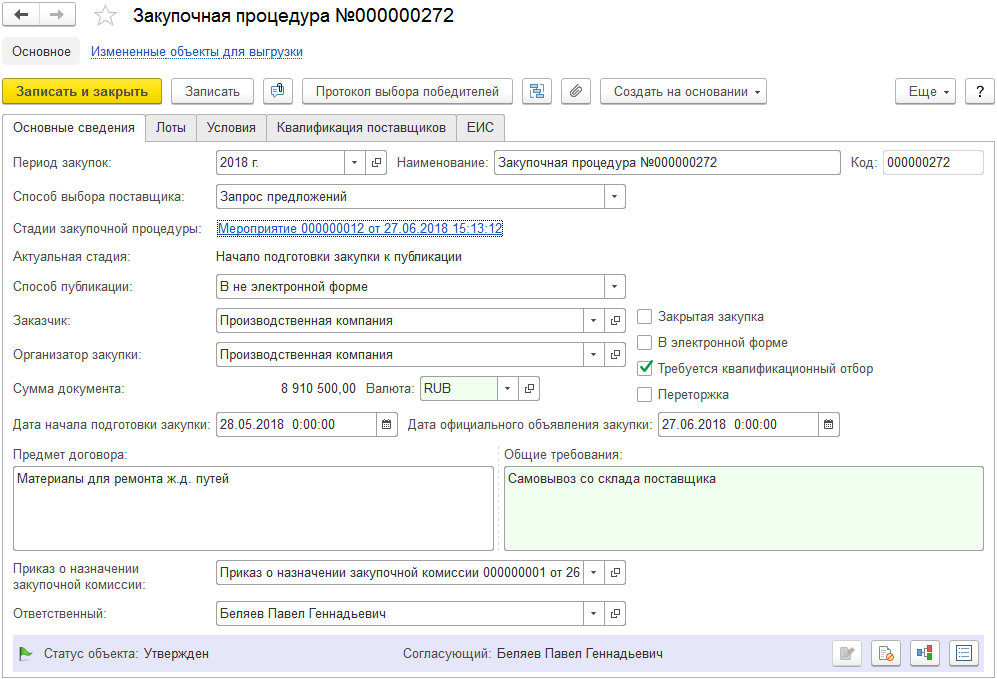 Закупочная процедура №000000272
Основное Измененные объекты для выгрузки
Записать и закрыть Записать Протокол выбора победителей Создать на основании Еще ?
Основные сведения Лоты Условия Квалификация поставщиков ЕИС
Период закупок: 2018 г. Наименование: Закупочная процедура №000000272 Код: 000000272
Способ выбора поставщика: Запрос предложений
Стадии закупочной процедуры: Мероприятие 000000012 от 27.06.2018 15:13:12
Актуальная стадия: Начало подготовки закупки к публикации
Способ публикации: В не электронной форме
Заказчик: Производственная компания Закрытая закупка
В электронной форме
Организатор закупки: Производственная компания
Требуется квалификационный отбор
Сумма документа: 8 910 500,00 Валюта: RUB
Переторжка
Дата начала подготовки закупки: 28.05.2018 0:00:00 Дата официального объявления закупки: 27.06.2018 0:00:00
Предмет договора: Общие требования:
Материалы для ремонта ж.д. путей Самовывоз со склада поставщика
Приказ о назначении
закупочной комиссии: Приказ о назначении закупочной комиссии 000000001 от 26
Ответственный: Беляев Павел Геннадьевич
Статус объекта: Утвержден Согласующий: Беляев Павел Геннадьевич